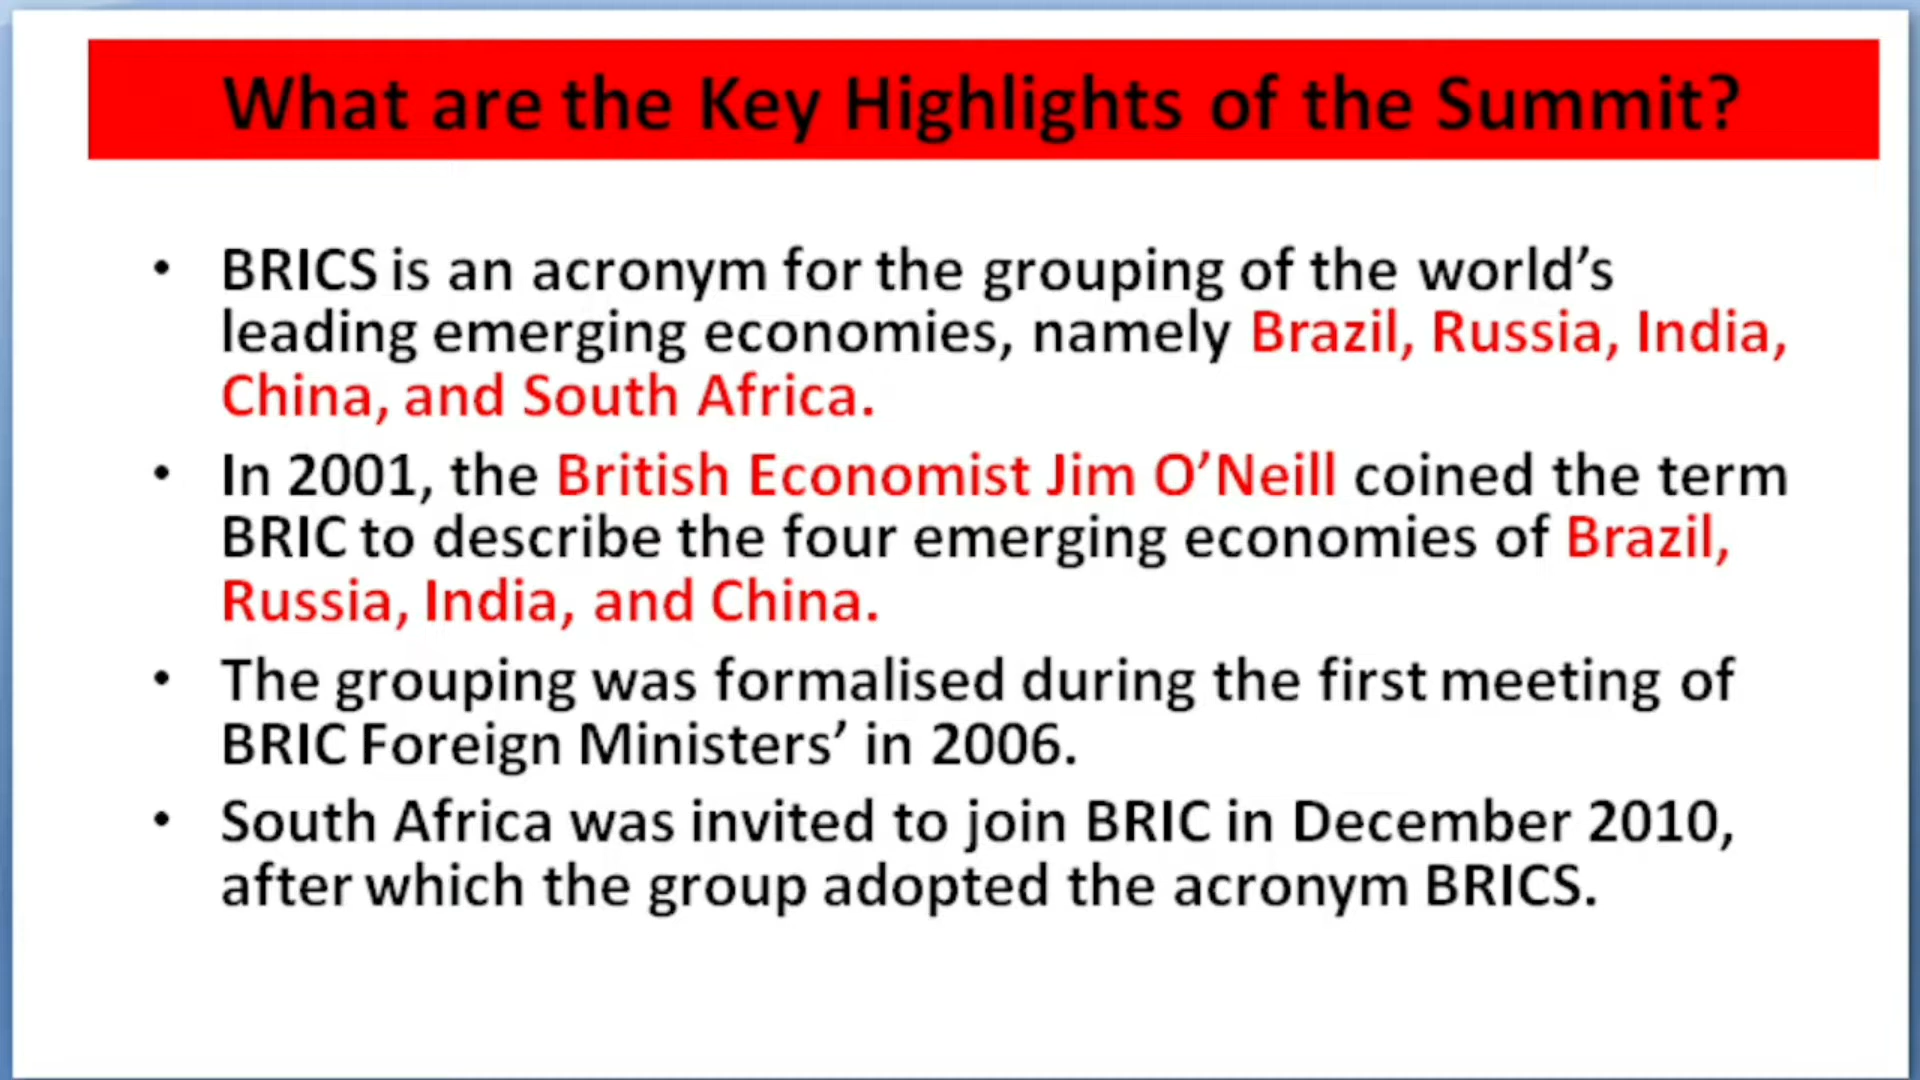 What are the Key Highlights of the Summit?
• BRICS is an acronym for the grouping of the world’s
leading emerging economies, namely Brazil, Russia, India,
China, and South Africa.
• In 2001, the British Economist Jim O’Neill coined the term
BRIC to describe the four emerging economies of Brazil,
Russia, India, and China.
• The grouping was formalised during the first meeting of
BRIC Foreign Ministers’ in 2006.
• South Africa was invited to join BRIC in December 2010,
after which the group adopted the acronym BRICS.